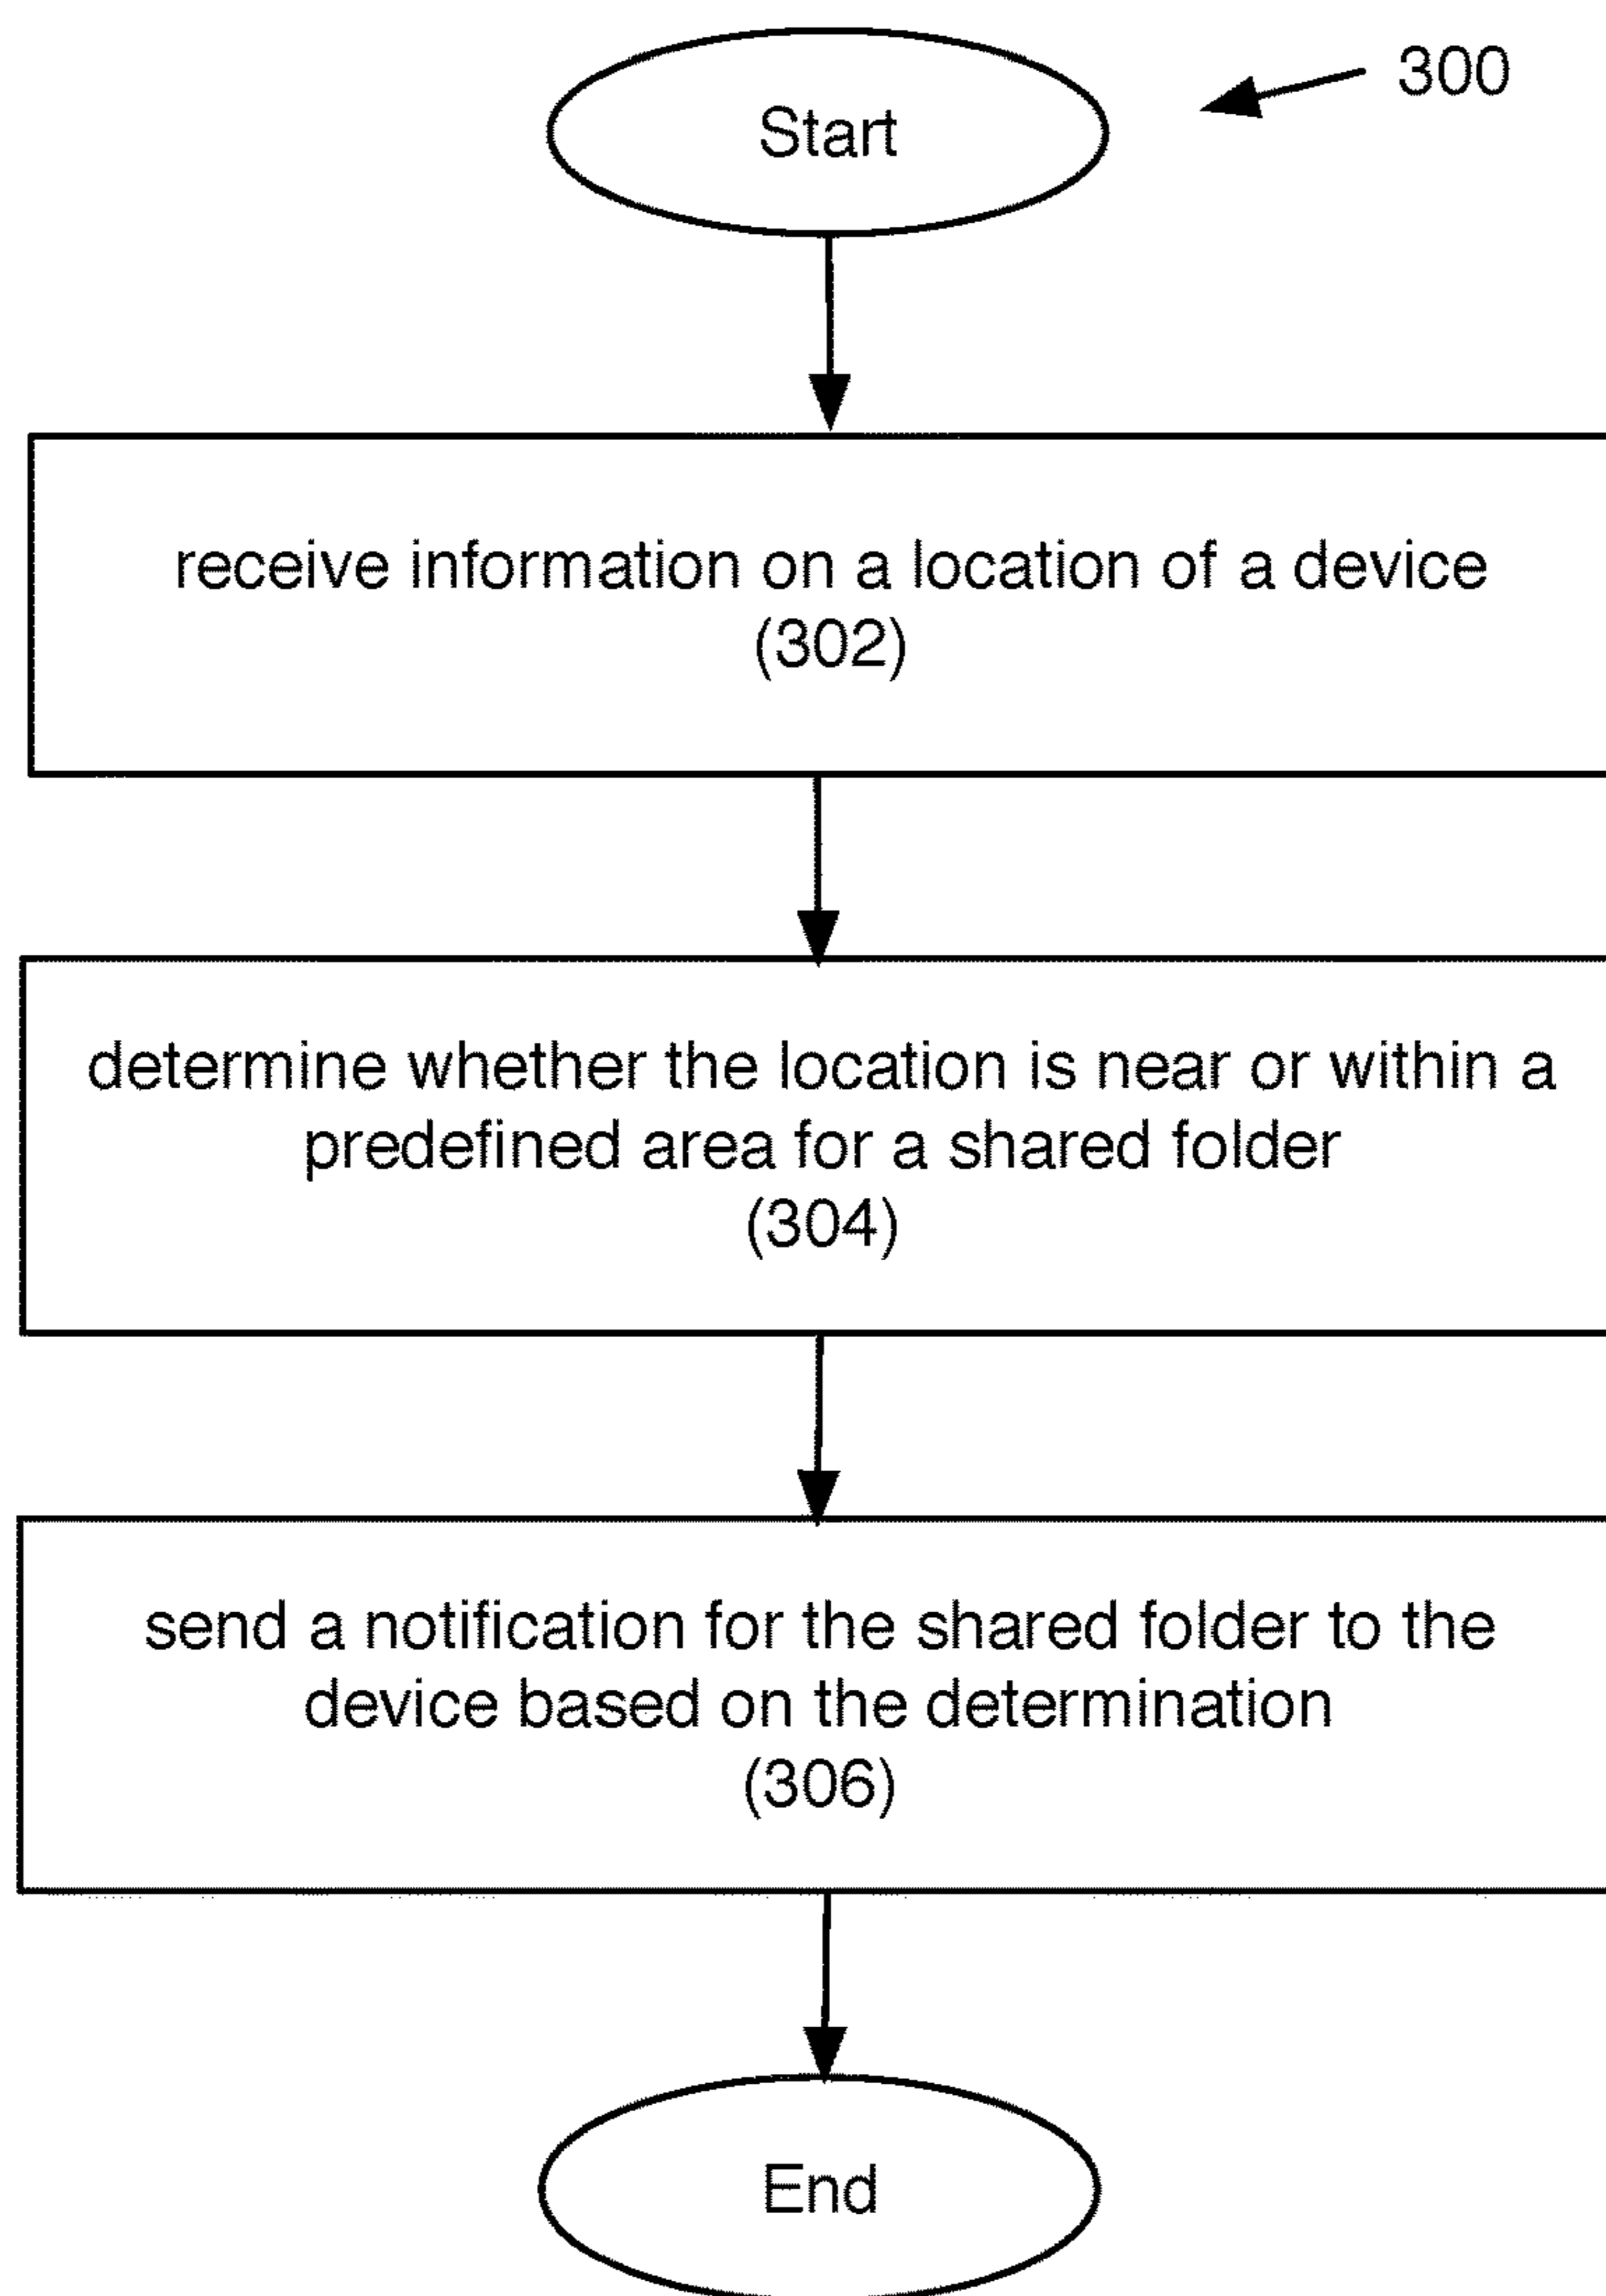 Start
300
receive information on a location of a device
(302)
determine whether the location is near or within a
predefined area for a shared folder
(304)
send a notification for the shared folder to the
device based on the determination
(306)
End